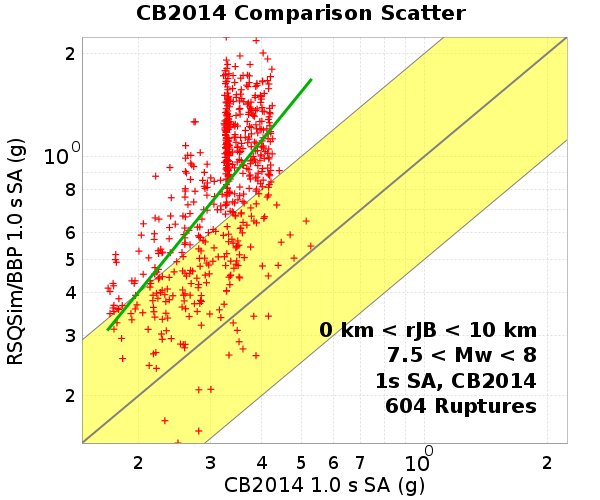 CB2014 Comparison Scatter
RSQSim/BBP 1.0 s SA (g)
2
10^0
8
6
5
4
3
2
0 km < rJB < 10 km
7.5 < Mw < 8
1s SA, CB2014
604 Ruptures
2 3 4 5 6 7 10^0 2
CB2014 1.0 s SA (g)